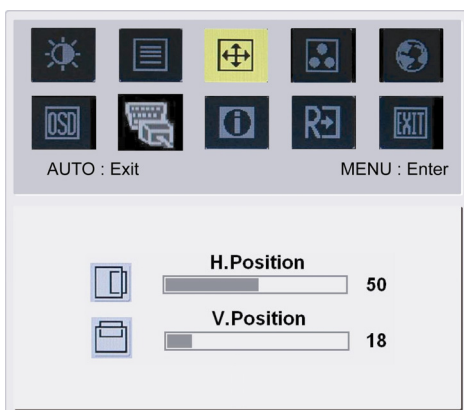 OSD
R
EXIT
AUTO : Exit
MENU : Enter
H.Position
50
V.Position
18